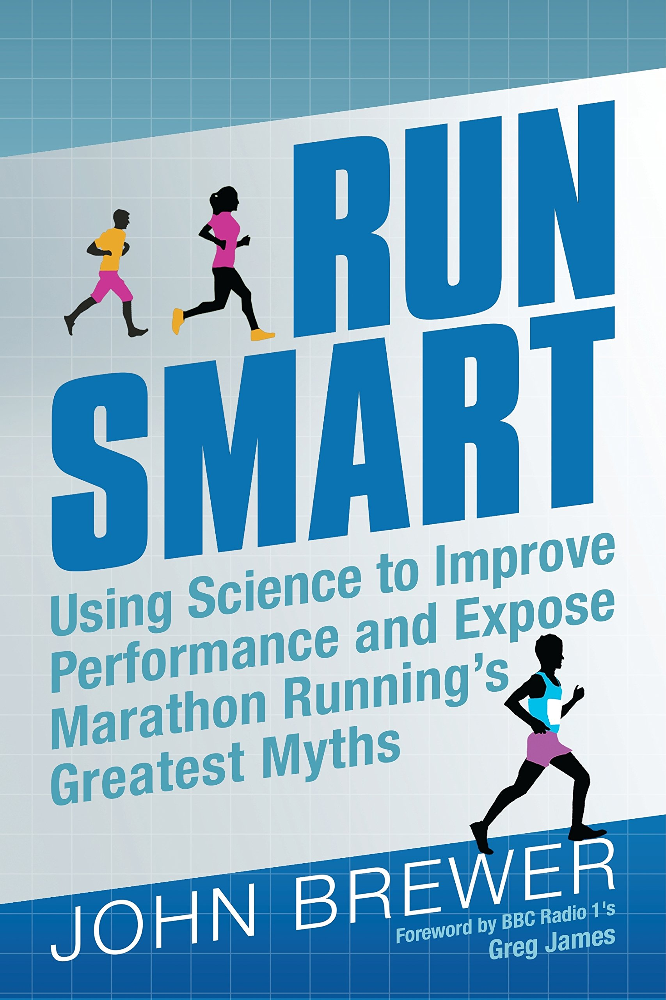 RUN
SMART
Using Science to Improve
Performance and Expose
Marathon Running's
Greatest Myths
JOHN BREWER
Foreword by BBC Radio 1's
Greg James